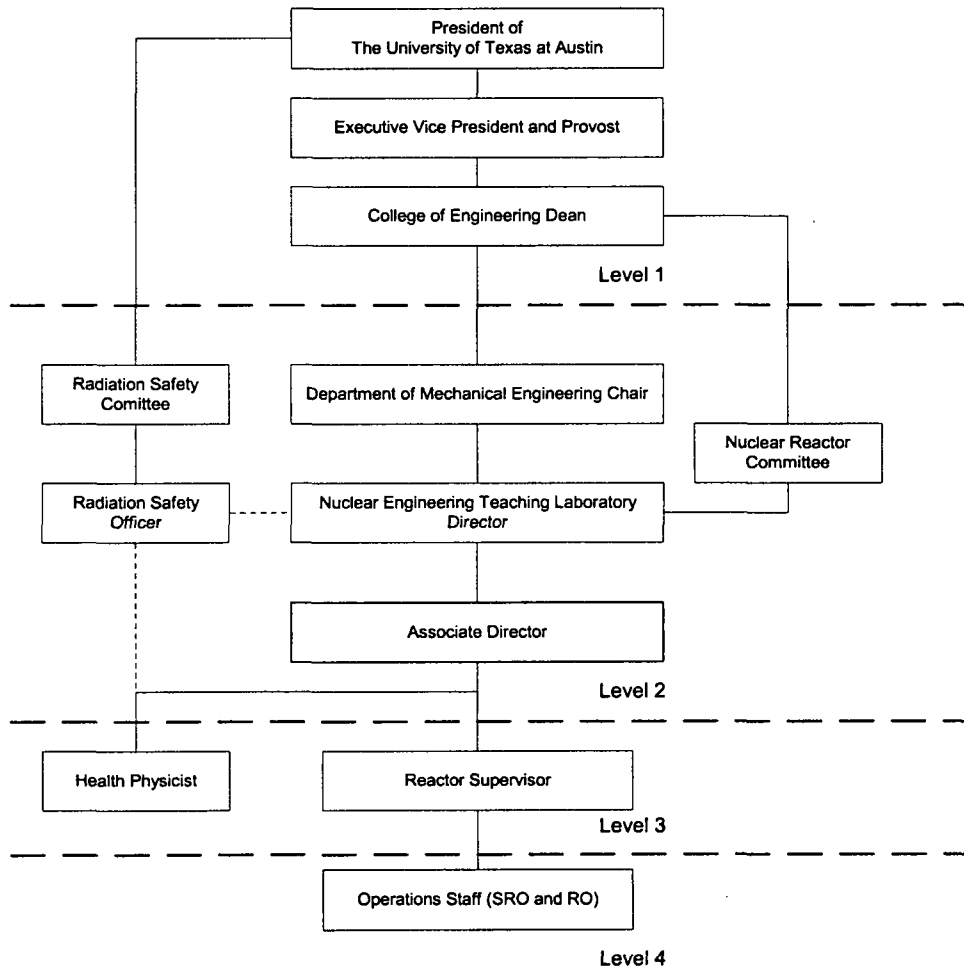 President of
The University of Texas at Austin
Executive Vice President and Provost
College of Engineering Dean
Level 1
Radiation Safety
Comittee
Department of Mechanical Engineering Chair
Nuclear Reactor
Committee
Radiation Safety
Officer
Nuclear Engineering Teaching Laboratory
Director
Associate Director
Level 2
Health Physicist
Reactor Supervisor
Level 3
Operations Staff (SRO and RO)
Level 4